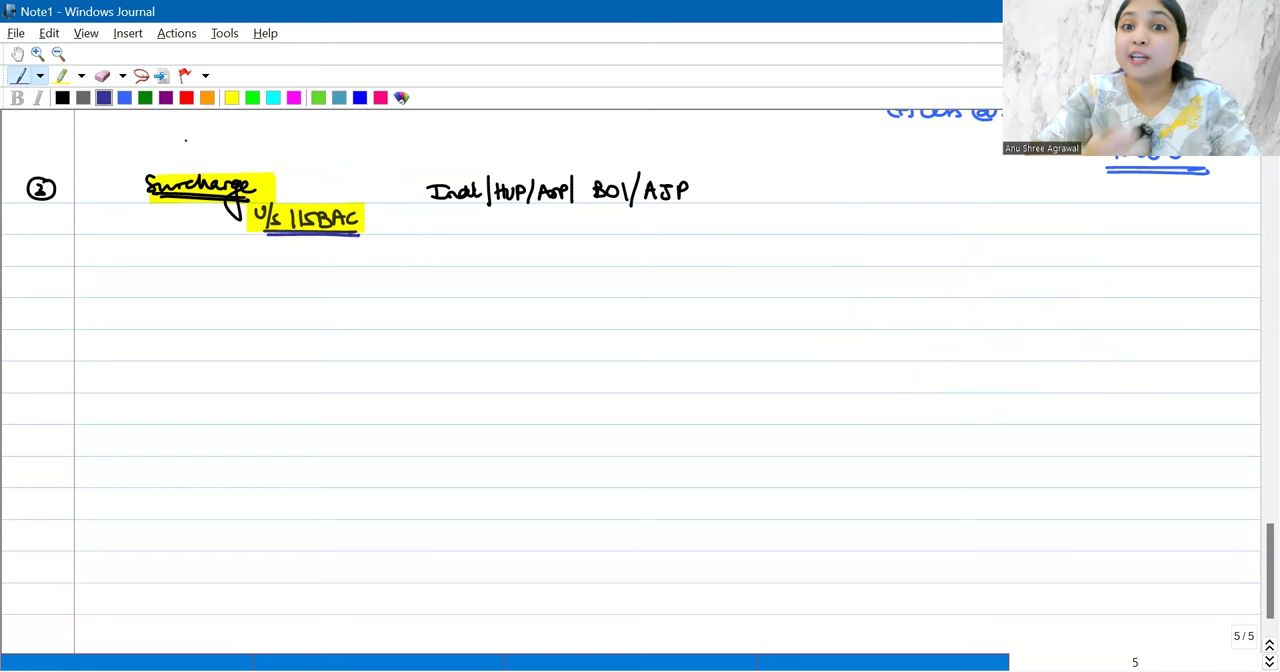 Note1 - Windows Journal
File Edit View Insert Actions Tools Help
B I
Anu Shree Agrawal
2 Surcharge Indl|HUF/AOP| BOI/AJP
U/s 115BAC
5 / 5
5